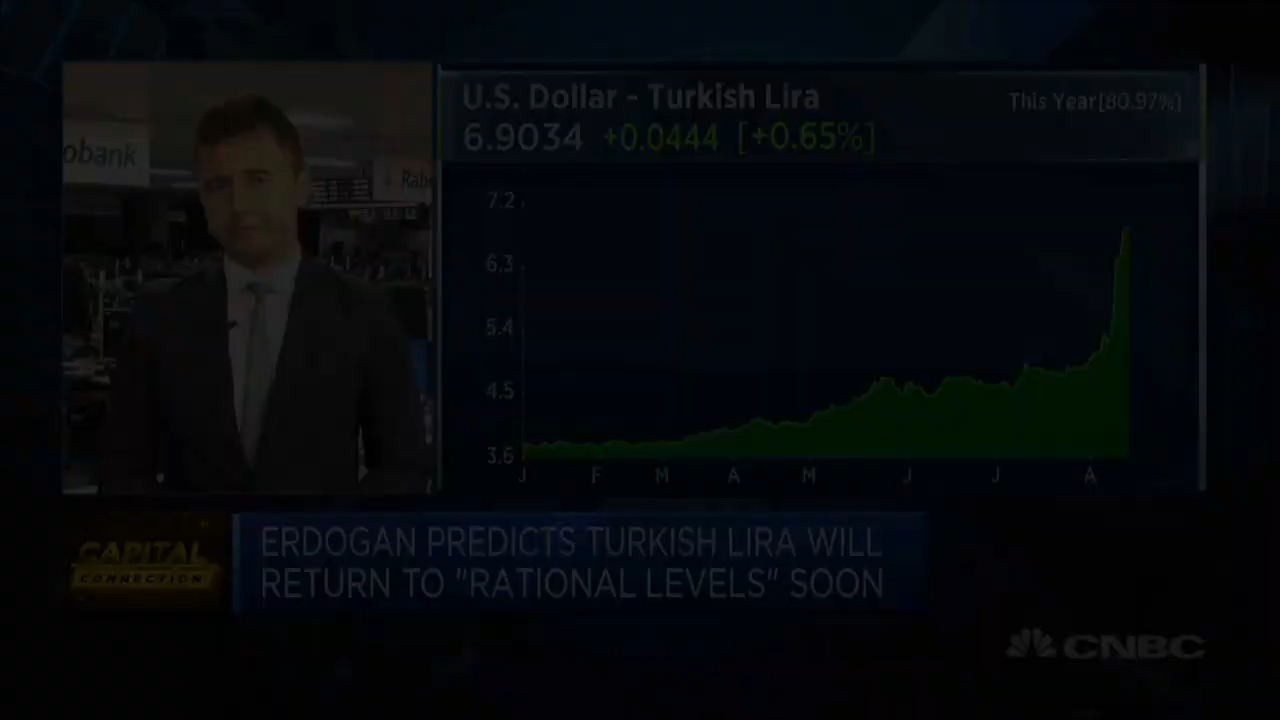 obank
Rab
U.S. Dollar - Turkish Lira
This Year[80.97%]
6.9034 +0.0444 [+0.65%]
7.2
6.3
5.4
4.5
3.6
J F M A M J J A
ERDOGAN PREDICTS TURKISH LIRA WILL
RETURN TO "RATIONAL LEVELS" SOON
CAPITAL
CONNECTION
CNBC